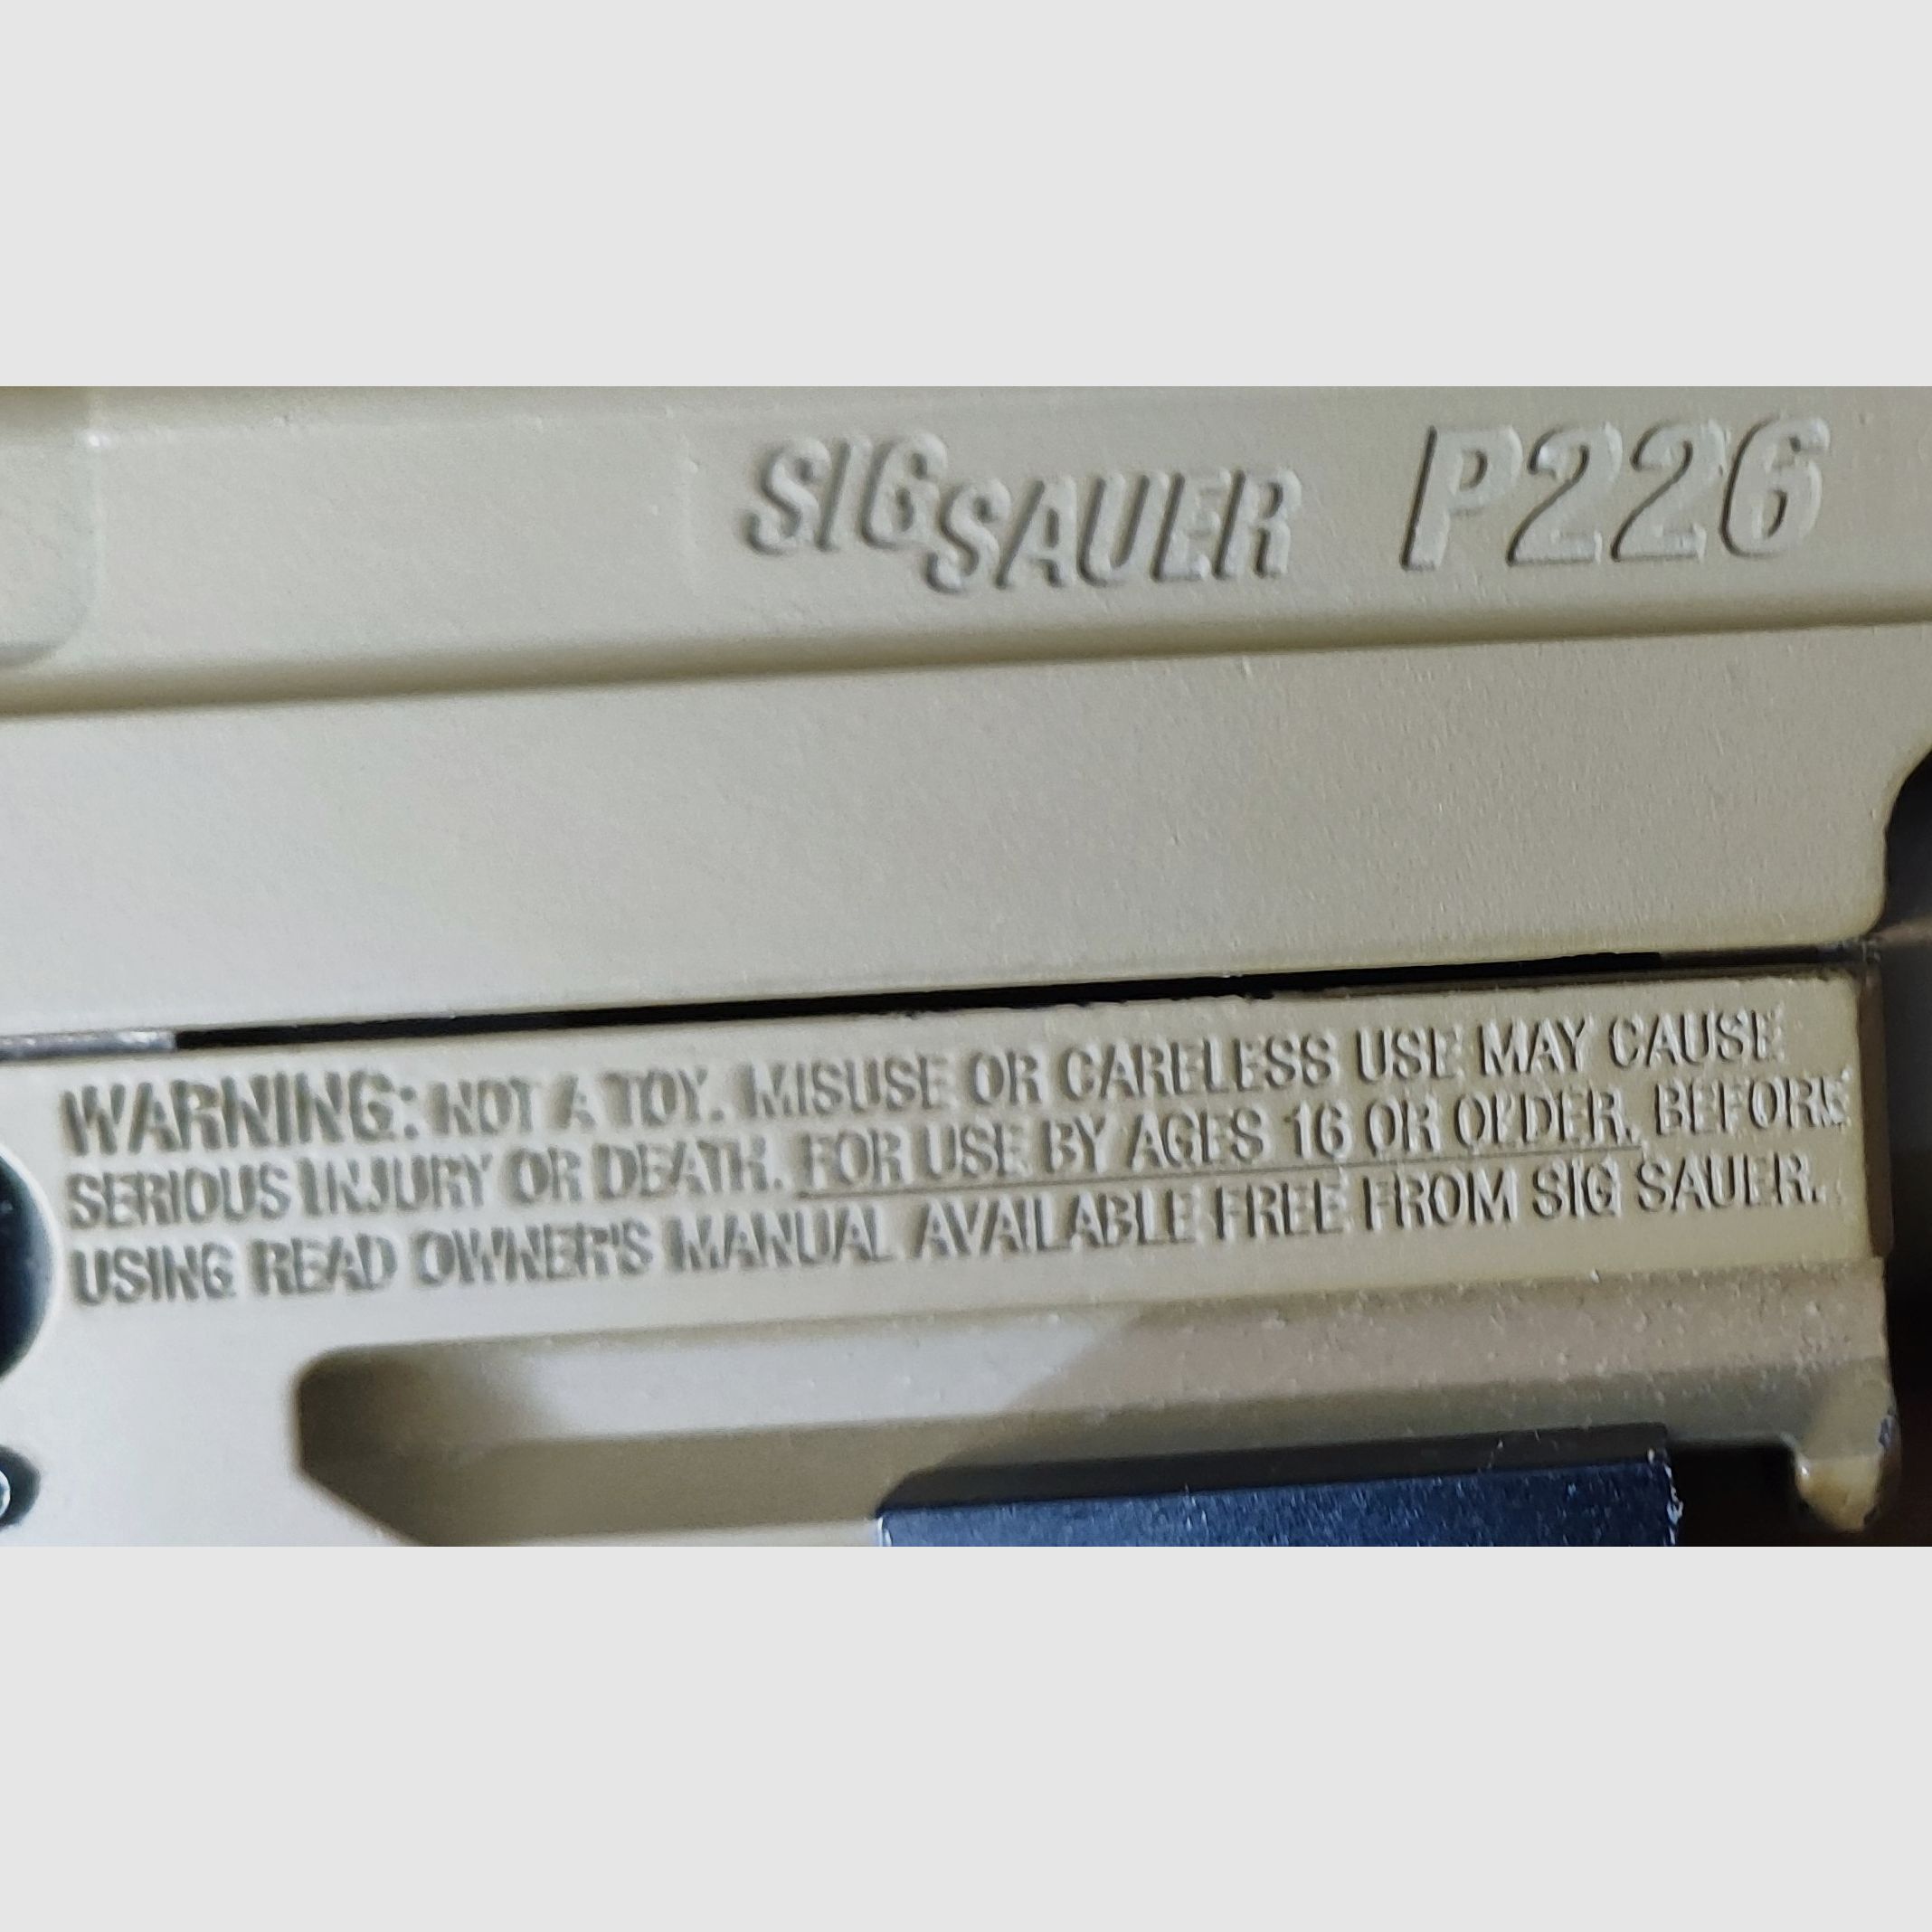 SIG SAUER P226
WARNING: NOT A TOY. MISUSE OR CARELESS USE MAY CAUSE
SERIOUS INJURY OR DEATH. FOR USE BY AGES 16 OR OLDER. BEFORE
USING READ OWNER'S MANUAL AVAILABLE FREE FROM SIG SAUER.